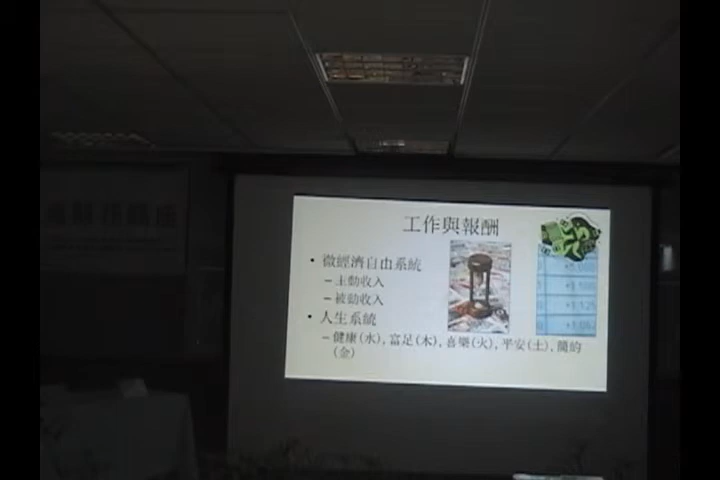 工作與報酬
• 微經濟自由系統
– 主動收入
– 被動收入
• 人生系統
– 健康(水), 富足(木), 喜樂(火), 平安(土), 簡約
(金)